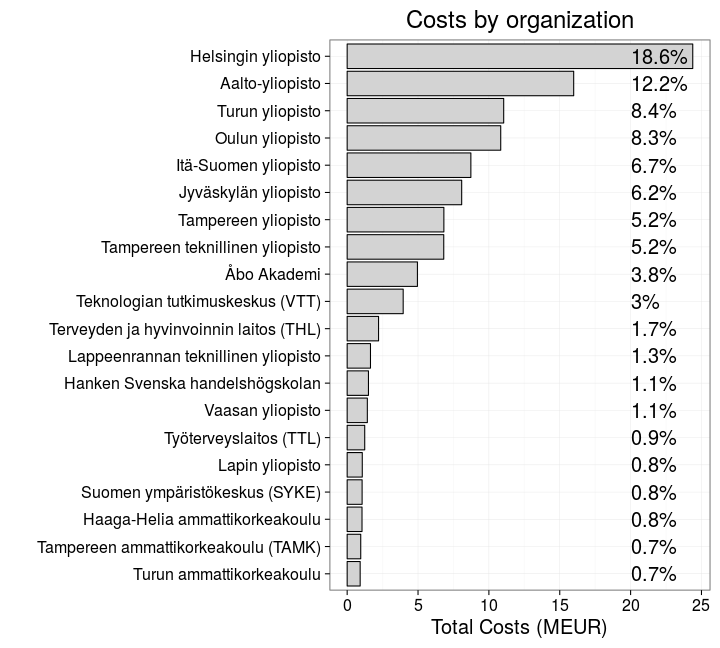 Costs by organization
Helsingin yliopisto 18.6%
Aalto-yliopisto 12.2%
Turun yliopisto 8.4%
Oulun yliopisto 8.3%
Itä-Suomen yliopisto 6.7%
Jyväskylän yliopisto 6.2%
Tampereen yliopisto 5.2%
Tampereen teknillinen yliopisto 5.2%
Åbo Akademi 3.8%
Teknologian tutkimuskeskus (VTT) 3%
Terveyden ja hyvinvoinnin laitos (THL) 1.7%
Lappeenrannan teknillinen yliopisto 1.3%
Hanken Svenska handelshögskolan 1.1%
Vaasan yliopisto 1.1%
Työterveyslaitos (TTL) 0.9%
Lapin yliopisto 0.8%
Suomen ympäristökeskus (SYKE) 0.8%
Haaga-Helia ammattikorkeakoulu 0.8%
Tampereen ammattikorkeakoulu (TAMK) 0.7%
Turun ammattikorkeakoulu 0.7%
0 5 10 15 20 25
Total Costs (MEUR)